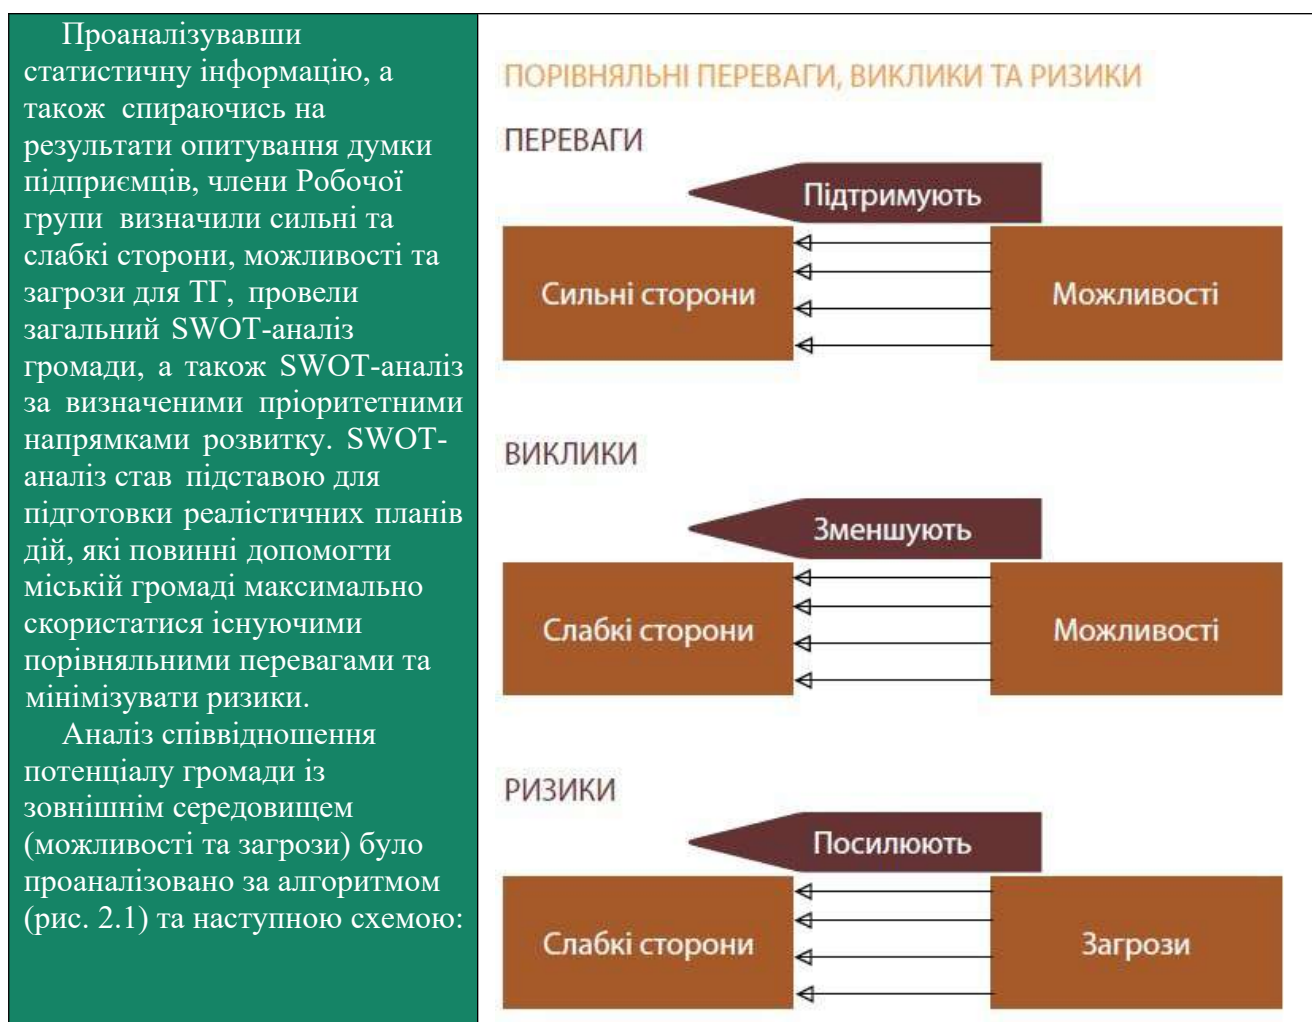 Проаналізувавши
статистичну інформацію, а
також спираючись на
результати опитування думки
підприємців, члени Робочої
групи визначили сильні та
слабкі сторони, можливості та
загрози для ТГ, провели
загальний SWOT-аналіз
громади, а також SWOT-аналіз
за визначеними пріоритетними
напрямками розвитку. SWOT-
аналіз став підставою для
підготовки реалістичних планів
дій, які повинні допомогти
міській громаді максимально
скористатися існуючими
порівняльними перевагами та
мінімізувати ризики.
Аналіз співвідношення
потенціалу громади із
зовнішнім середовищем
(можливості та загрози) було
проаналізовано за алгоритмом
(рис. 2.1) та наступною схемою:
ПОРІВНЯЛЬНІ ПЕРЕВАГИ, ВИКЛИКИ ТА РИЗИКИ
ПЕРЕВАГИ
Підтримують
Сильні сторони
Можливості
ВИКЛИКИ
Зменшують
Слабкі сторони
Можливості
РИЗИКИ
Посилюють
Слабкі сторони
Загрози